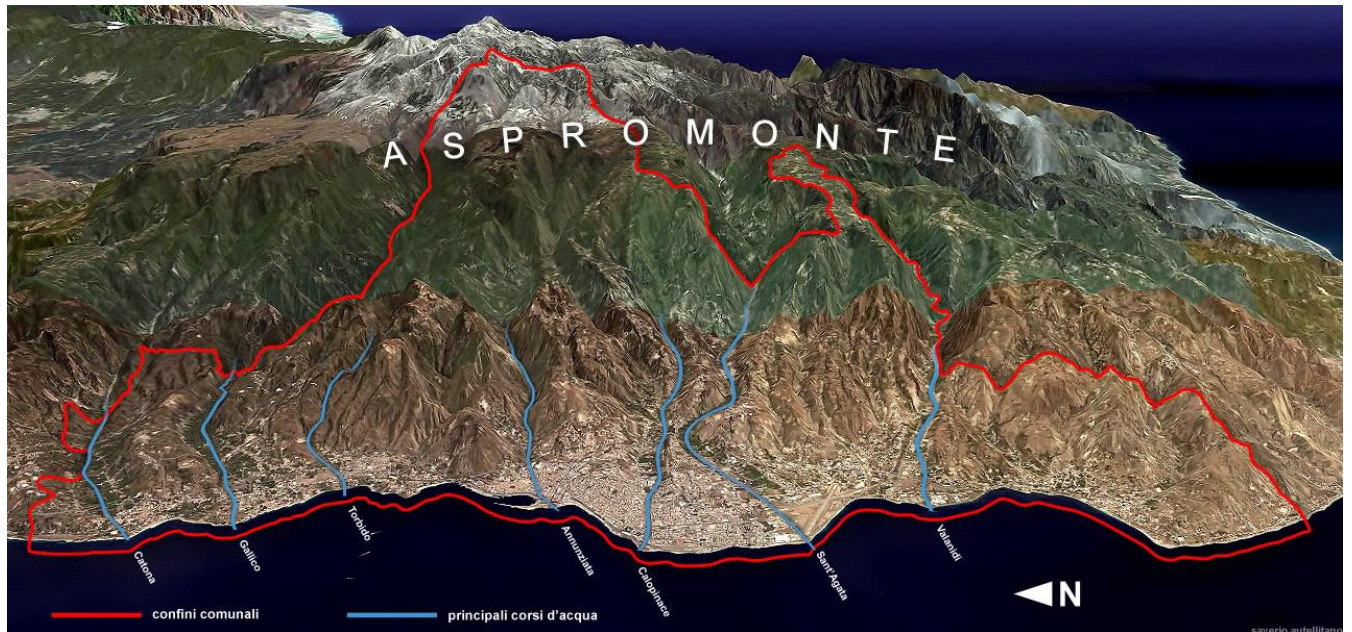 ASPROMONTE
Catona
Gallico
Torbido
Annunziata
Calopinace
Sant'Agata
Valanidi
N
confini comunali
principali corsi d'acqua
saverio autellitano